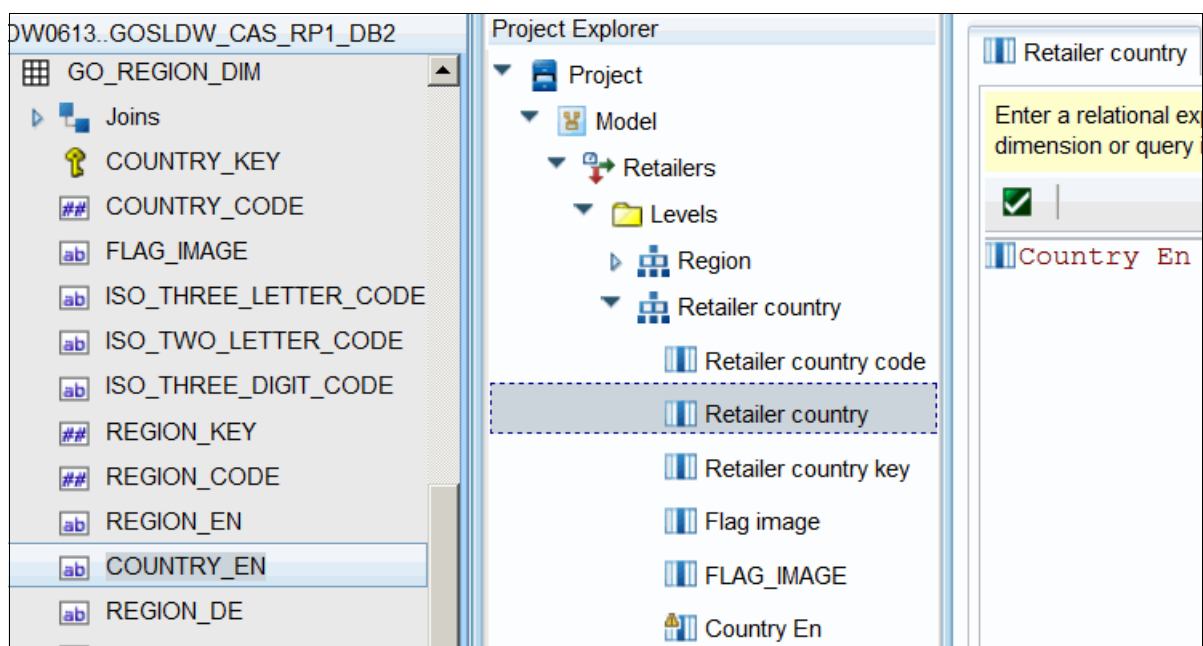 DW0613..GOSLDW_CAS_RP1_DB2
GO_REGION_DIM
Joins
COUNTRY_KEY
COUNTRY_CODE
FLAG_IMAGE
ISO_THREE_LETTER_CODE
ISO_TWO_LETTER_CODE
ISO_THREE_DIGIT_CODE
REGION_KEY
REGION_CODE
REGION_EN
COUNTRY_EN
REGION_DE
Project Explorer
Project
Model
Retailers
Levels
Region
Retailer country
Retailer country code
Retailer country
Retailer country key
Flag image
FLAG_IMAGE
Country En
Retailer country
Enter a relational ex
dimension or query
Country En